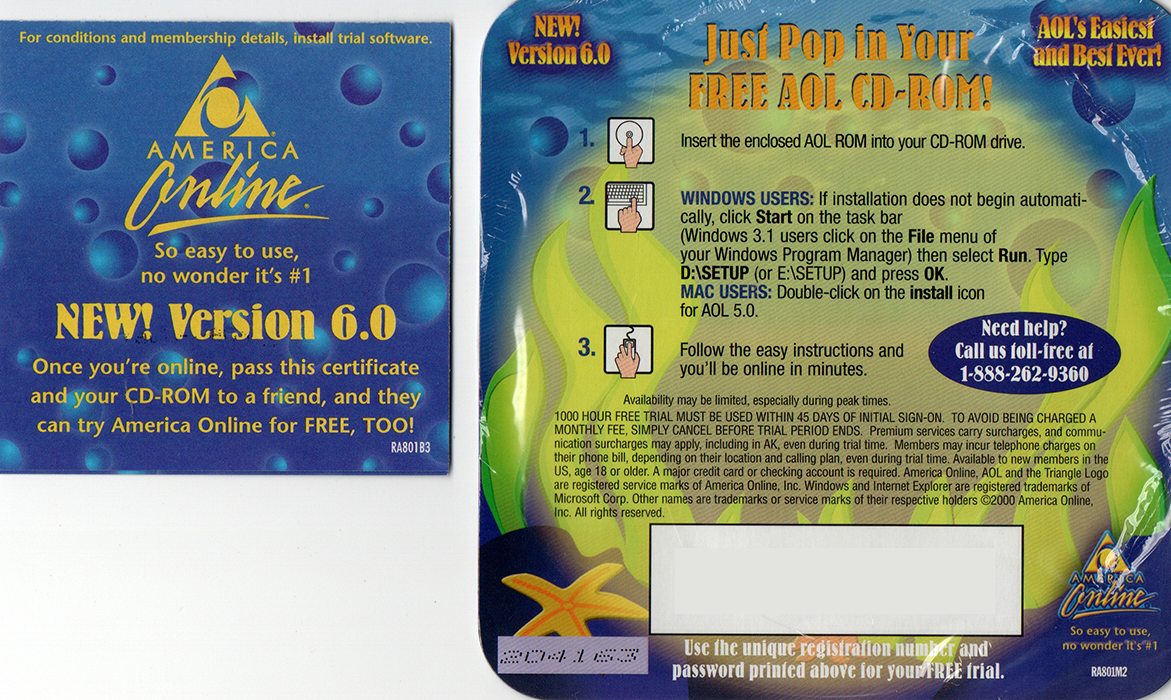 For conditions and membership details, install trial software.
AMERICA
Online®
So easy to use,
no wonder it's #1
NEW! Version 6.0
Once you're online, pass this certificate
and your CD-ROM to a friend, and they
can try America Online for FREE, TOO!
RA801B3
NEW!
Version 6.0
Just Pop in Your
FREE AOL CD-ROM!
AOL's Easiest
and Best Ever!
1.
Insert the enclosed AOL ROM into your CD-ROM drive.
2.
WINDOWS USERS: If installation does not begin automati-
cally, click Start on the task bar
(Windows 3.1 users click on the File menu of
your Windows Program Manager) then select Run. Type
D:\SETUP (or E:\SETUP) and press OK.
MAC USERS: Double-click on the install icon
for AOL 5.0.
3.
Follow the easy instructions and
you'll be online in minutes.
Need help?
Call us toll-free at
1-888-262-9360
Availability may be limited, especially during peak times.
1000 HOUR FREE TRIAL MUST BE USED WITHIN 45 DAYS OF INITIAL SIGN-ON. TO AVOID BEING CHARGED A
MONTHLY FEE, SIMPLY CANCEL BEFORE TRIAL PERIOD ENDS. Premium services carry surcharges, and commu-
nication surcharges may apply, including in AK, even during trial time. Members may incur telephone charges on
their phone bill, depending on their location and calling plan, even during trial time. Available to new members in the
US, age 18 or older. A major credit card or checking account is required. America Online, AOL and the Triangle Logo
are registered service marks of America Online, Inc. Windows and Internet Explorer are registered trademarks of
Microsoft Corp. Other names are trademarks or service marks of their respective holders ©2000 America Online,
Inc. All rights reserved.
204163
Use the unique registration number and
password printed above for your FREE trial.
AMERICA
Online
So easy to use,
no wonder it's #1
RA801M2